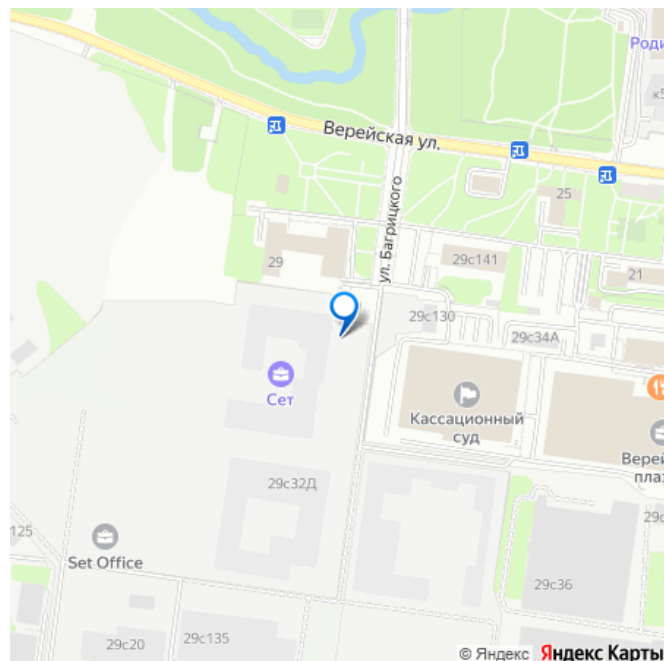 Роди
к5
Верейская ул.
25
ул. Багрицкого
29
29с141
21
29с130
29с34А
Сет
Кассационный
суд
Верей
плаз
29с32Д
29с
125
Set Office
29с36
29с20
29с135
© Яндекс Яндекс Карты